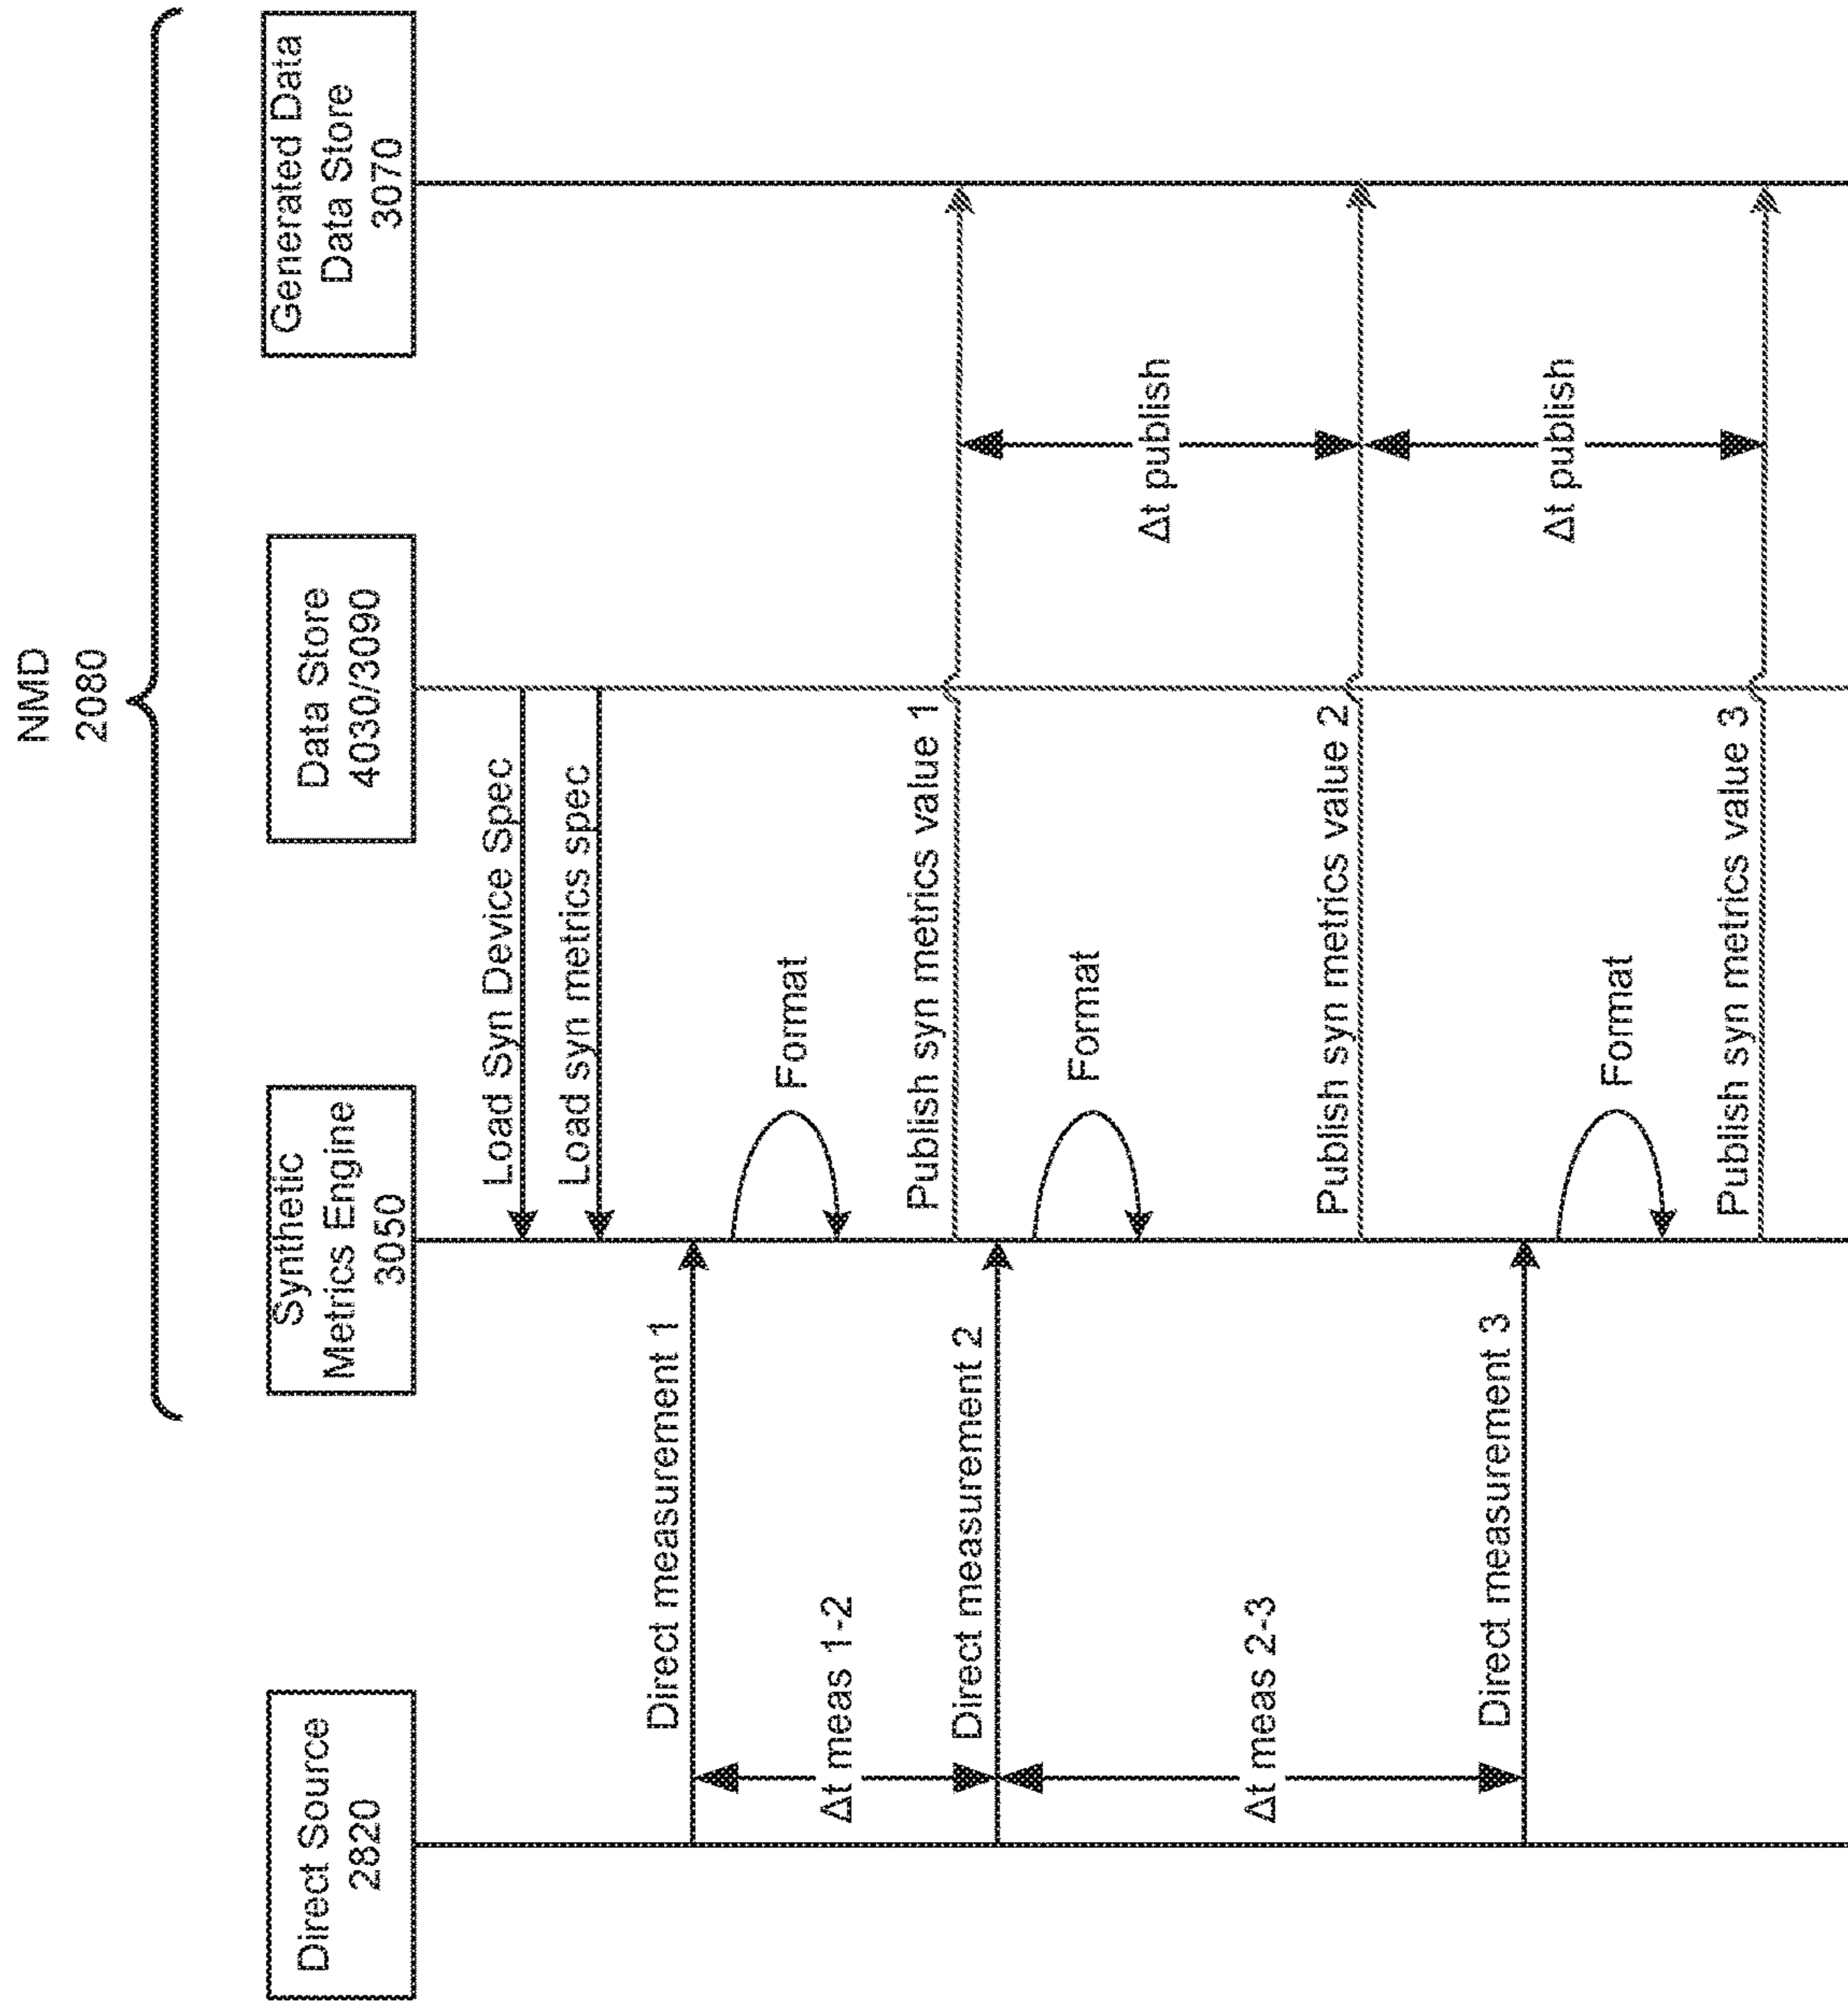 NMD
2080
Direct Source
2820
Synthetic
Metrics Engine
3050
Data Store
4030/3090
Generated Data
Data Store
3070
Load Syn Device Spec
Load syn metrics spec
Direct measurement 1
Format
Δt meas 1-2
Publish syn metrics value 1
Direct measurement 2
Format
Δt publish
Δt meas 2-3
Publish syn metrics value 2
Direct measurement 3
Δt publish
Format
Publish syn metrics value 3